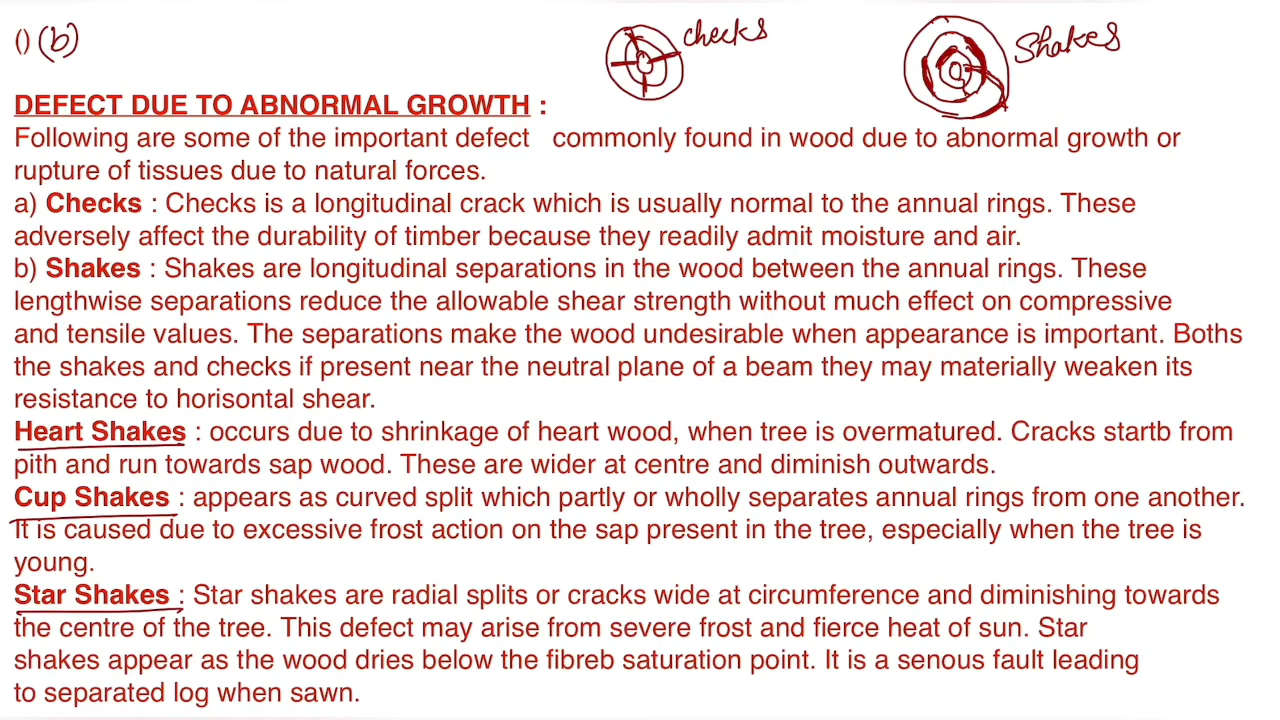 () (b)
checks
Shakes
DEFECT DUE TO ABNORMAL GROWTH :
Following are some of the important defect commonly found in wood due to abnormal growth or
rupture of tissues due to natural forces.
a) Checks : Checks is a longitudinal crack which is usually normal to the annual rings. These
adversely affect the durability of timber because they readily admit moisture and air.
b) Shakes : Shakes are longitudinal separations in the wood between the annual rings. These
lengthwise separations reduce the allowable shear strength without much effect on compressive
and tensile values. The separations make the wood undesirable when appearance is important. Boths
the shakes and checks if present near the neutral plane of a beam they may materially weaken its
resistance to horisontal shear.
Heart Shakes : occurs due to shrinkage of heart wood, when tree is overmatured. Cracks startb from
pith and run towards sap wood. These are wider at centre and diminish outwards.
Cup Shakes : appears as curved split which partly or wholly separates annual rings from one another.
It is caused due to excessive frost action on the sap present in the tree, especially when the tree is
young.
Star Shakes : Star shakes are radial splits or cracks wide at circumference and diminishing towards
the centre of the tree. This defect may arise from severe frost and fierce heat of sun. Star
shakes appear as the wood dries below the fibreb saturation point. It is a senous fault leading
to separated log when sawn.